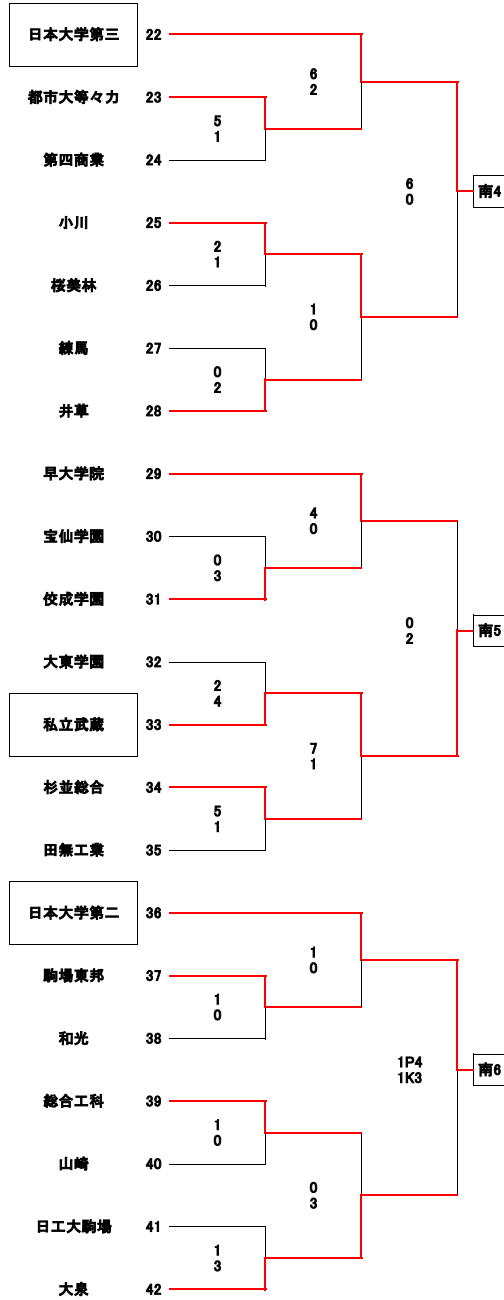 日本大学第三 22
6
2
都市大等々力 23
5
1
第四商業 24
6
0
南4
小川 25
2
1
桜美林 26
1
0
練馬 27
0
2
井草 28
早大学院 29
4
0
宝仙学園 30
0
3
佼成学園 31
0
2
南5
大東学園 32
2
4
私立武蔵 33
7
1
杉並総合 34
5
1
田無工業 35
日本大学第二 36
1
0
駒場東邦 37
1
0
和光 38
1P4
1K3
南6
総合工科 39
1
0
山崎 40
0
3
日工大駒場 41
1
3
大泉 42